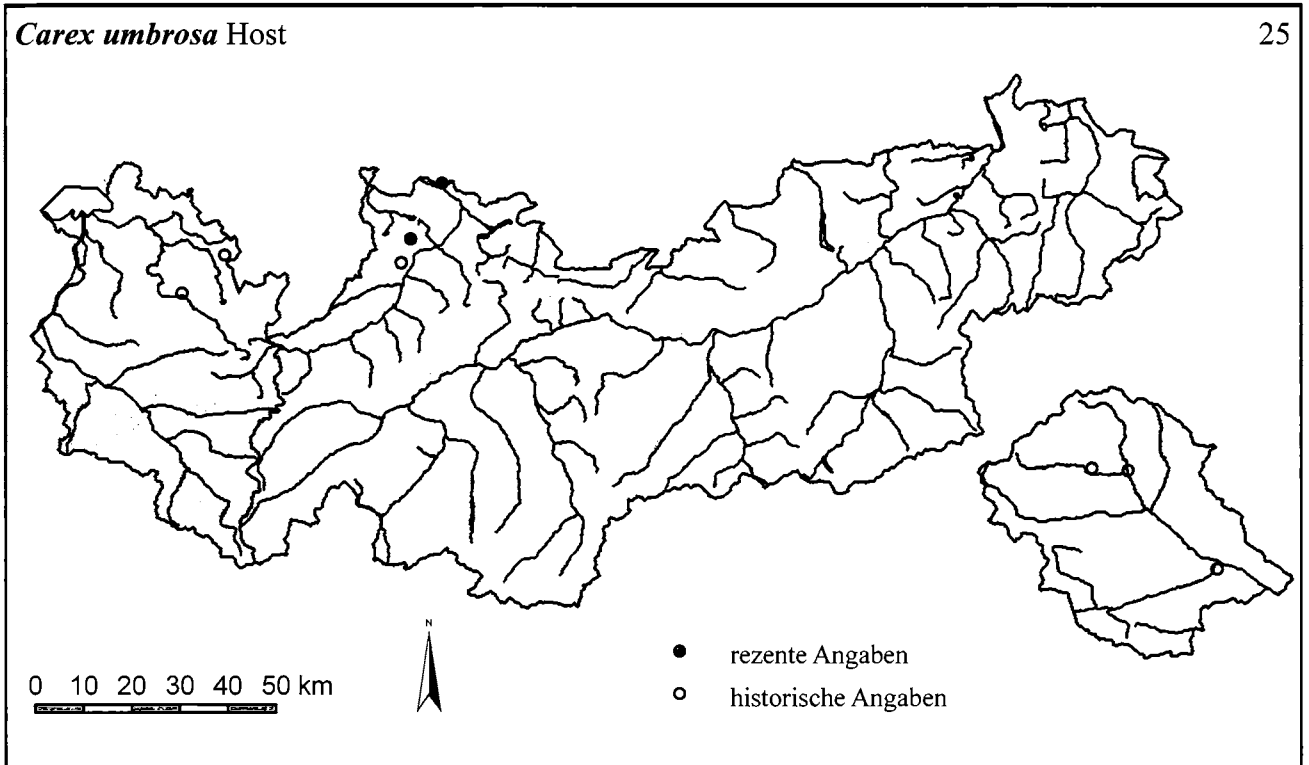 Carex umbrosa Host 25
N
rezente Angaben
0 10 20 30 40 50 km
historische Angaben